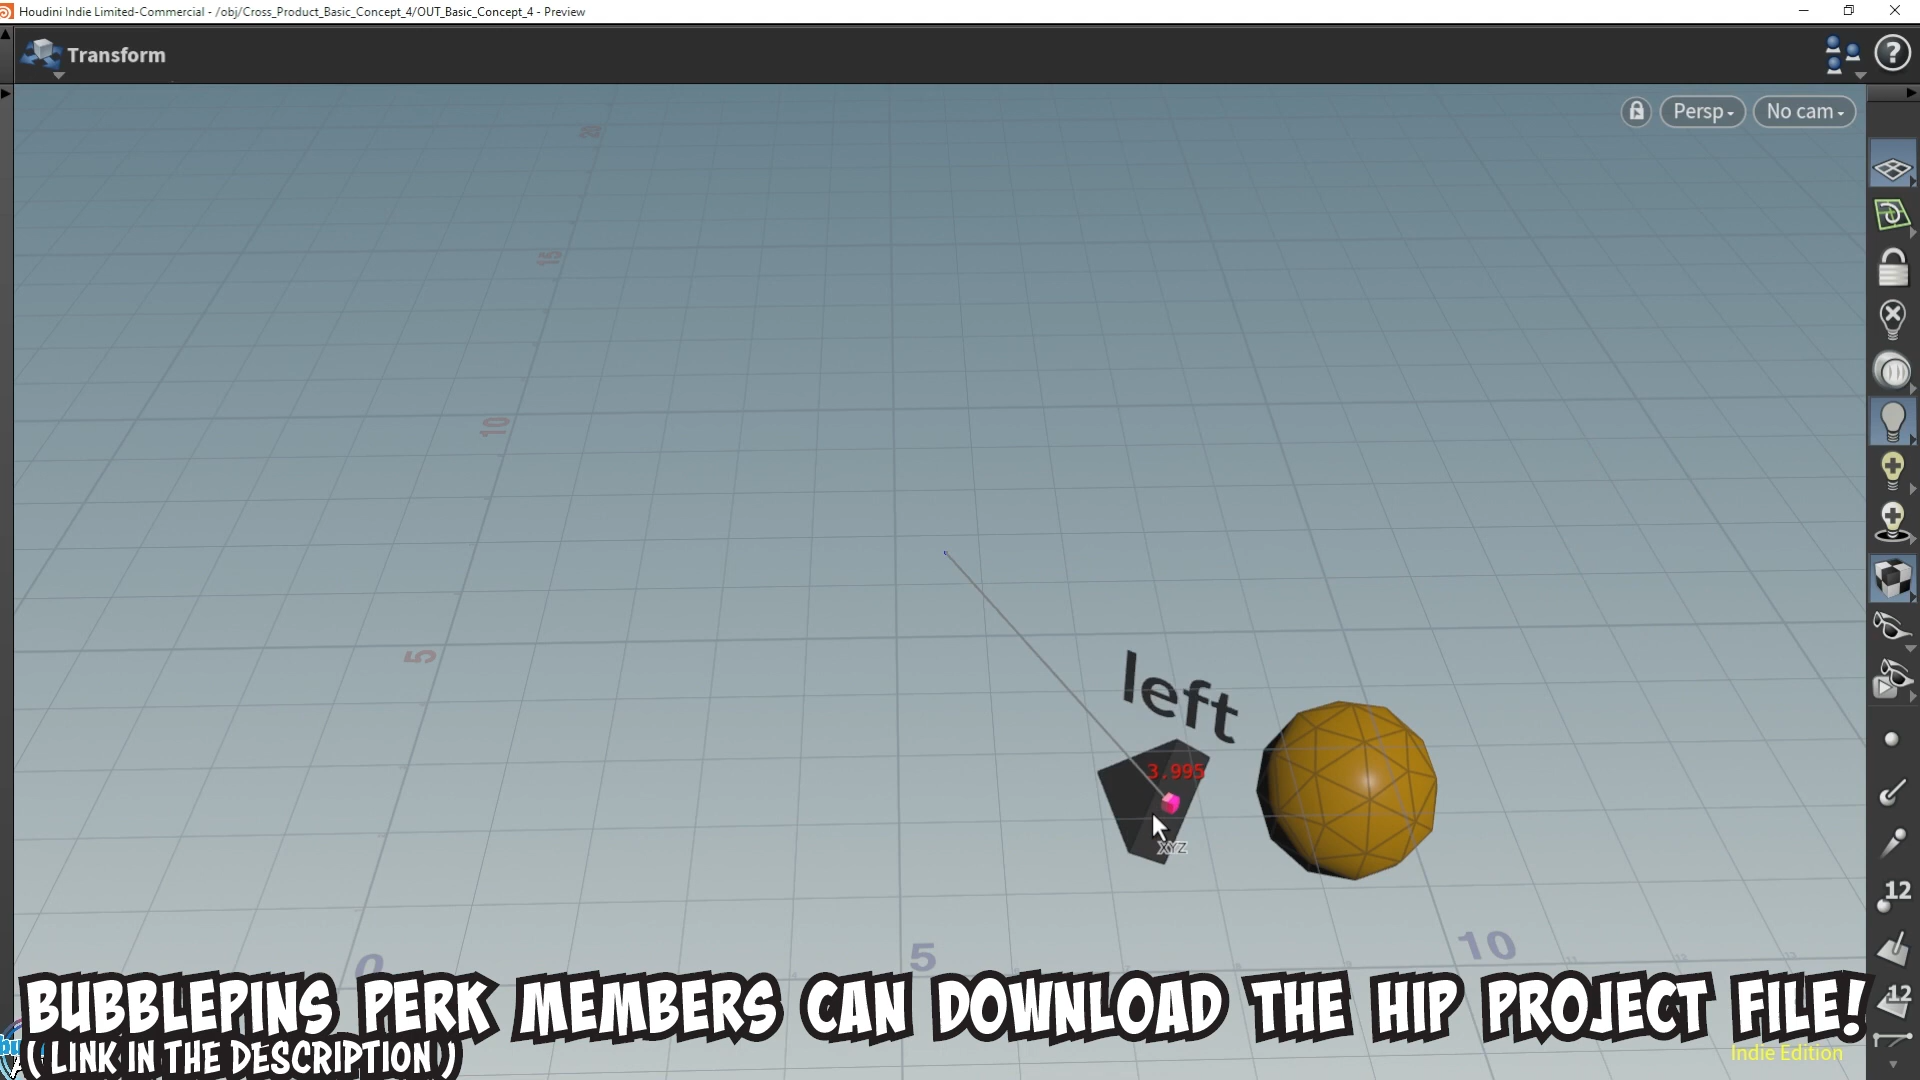 Houdini Indie Limited-Commercial - /obj/Cross_Product_Basic_Concept_4/OUT_Basic_Concept_4 - Preview
Transform
Persp
No cam
20
15
10
5
left
3.995
XYZ
0
5
10
12
12
BUBBLEPINS PERK MEMBERS CAN DOWNLOAD THE HIP PROJECT FILE!
( LINK IN THE DESCRIPTION )
Indie Edition